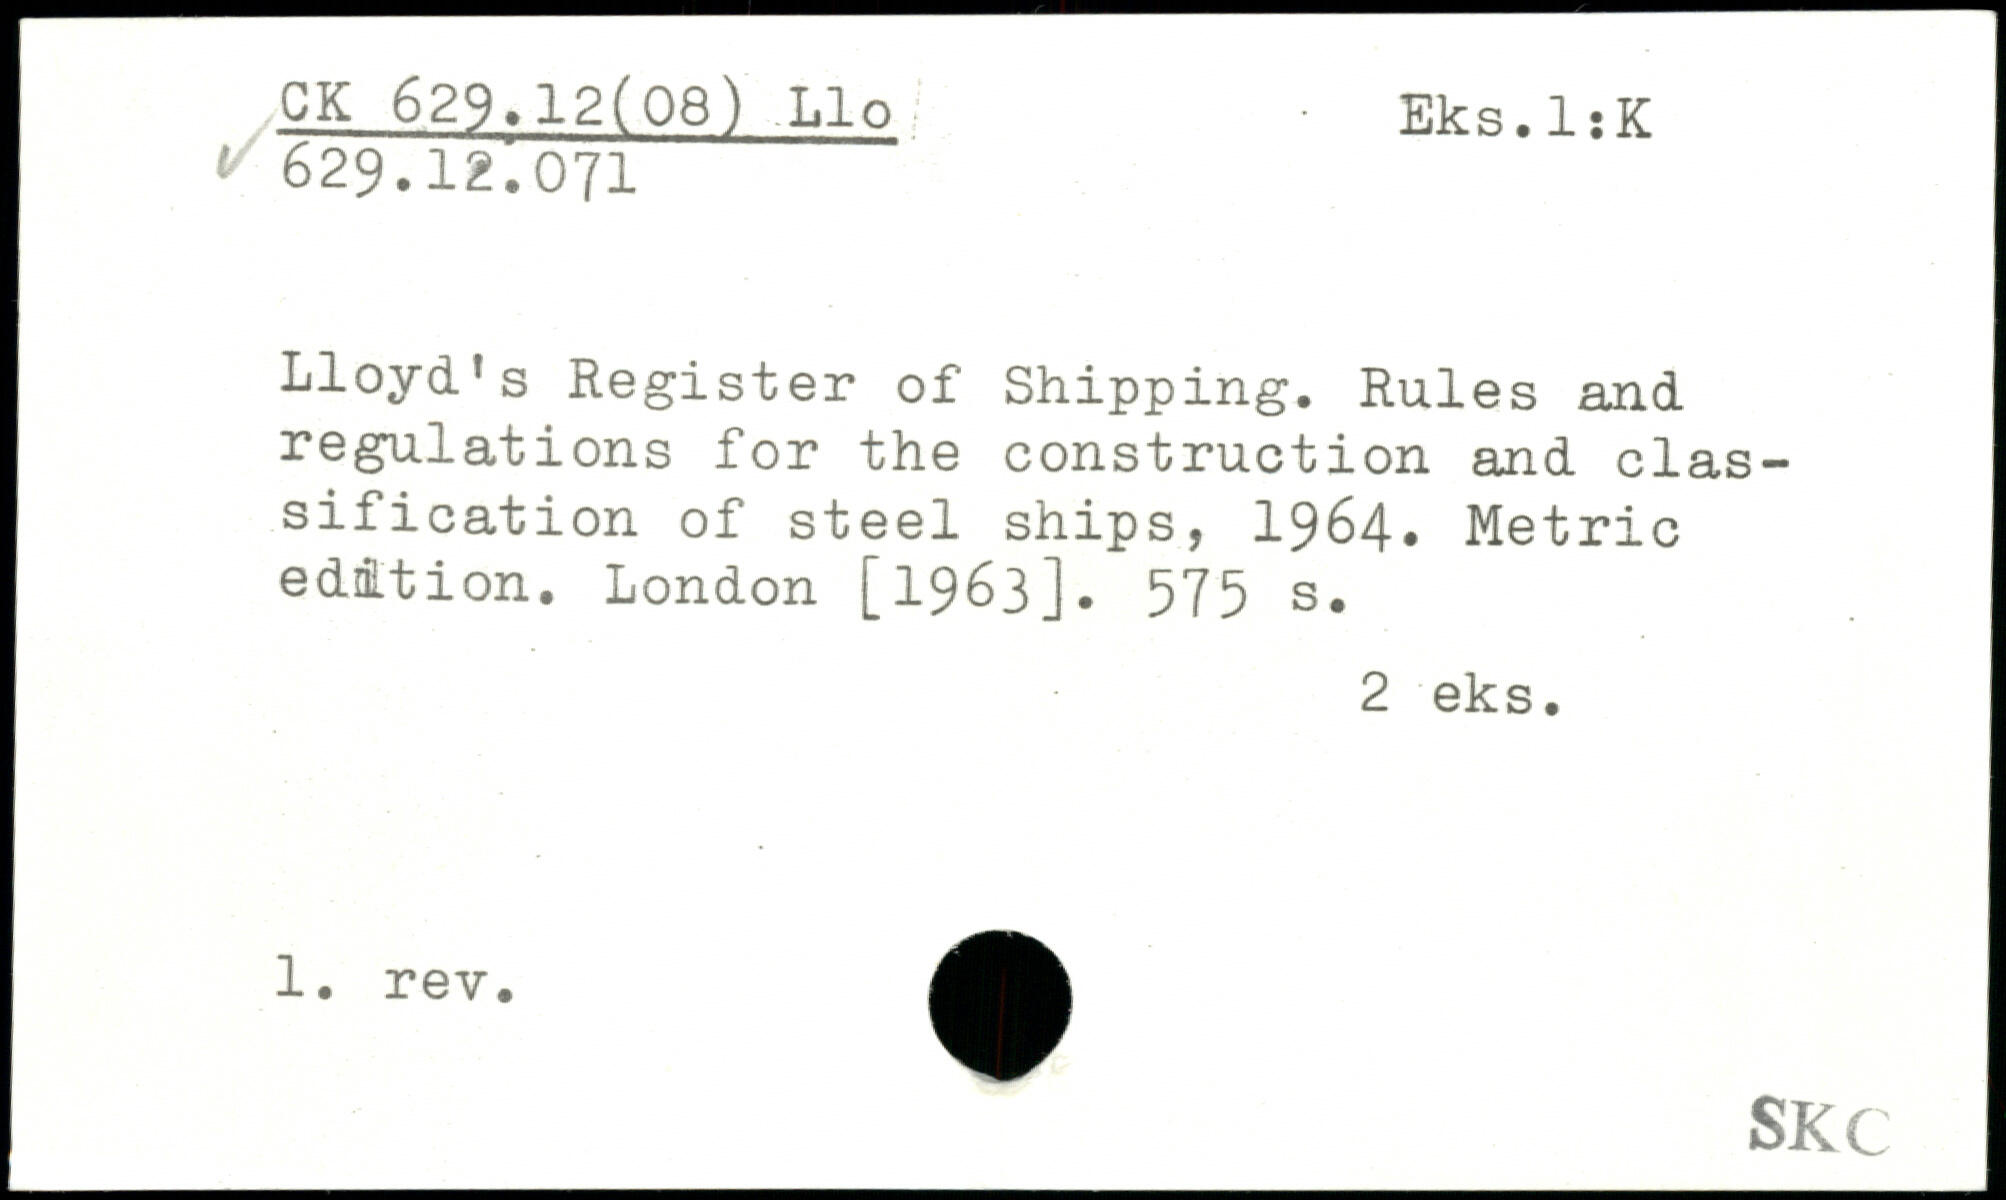 CK 629.12(08) Llo
Eks.1:K
629.12.071
Lloyd's Register of Shipping. Rules and
regulations for the construction and clas-
sification of steel ships, 1964. Metric
edition. London [1963]. 575 s.
2 eks.
1. rev.
SKC